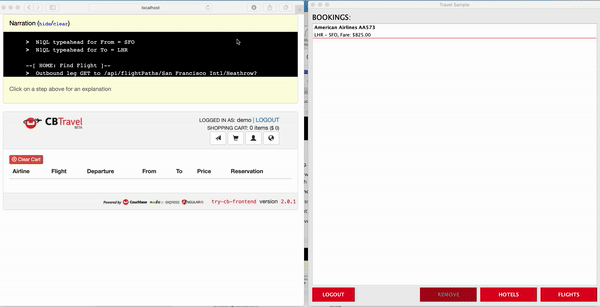 localhost
Narration (hide/clear)
> N1QL typeahead for From = SFO
> N1QL typeahead for To = LHR
--[ HOME: Find Flight ]--
> Outbound leg GET to /api/flightPaths/San Francisco Intl/Heathrow?
Click on a step above for an explanation
CBTravel
BETA
LOGGED IN AS: demo | LOGOUT
SHOPPING CART: 0 items ($ 0)
Clear Cart
Airline Flight Departure From To Price Reservation
Powered by Couchbase node EXPRESS ANGULARJS try-cb-frontend version 2.0.1
Travel Sample
BOOKINGS:
American Airlines AA573
LHR - SFO, Fare: $825.00
LOGOUT REMOVE HOTELS FLIGHTS